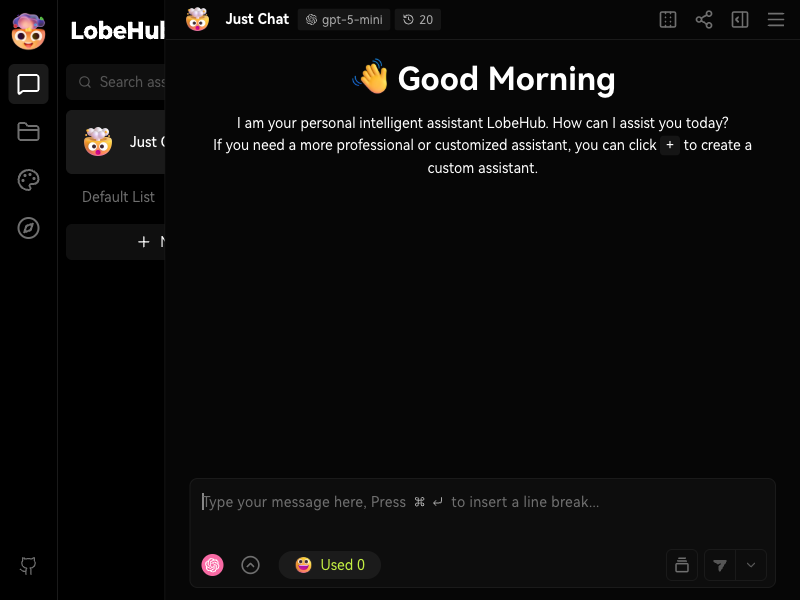 LobeHub
Search ass
Just C
Default List
Just Chat
gpt-5-mini
20
👋 Good Morning
I am your personal intelligent assistant LobeHub. How can I assist you today?
If you need a more professional or customized assistant, you can click + to create a
custom assistant.
Type your message here, Press ⌘ ↵ to insert a line break...
Used 0